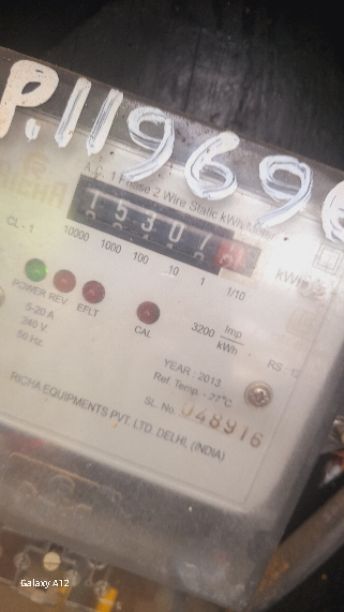 P.119696
RICHA
A.C. 1 Phase 2 Wire Static kWh Meter
15307
kWh
CL-1
10000 1000 100 10 1 1/10
POWER REV EFLT
CAL
5-20 A
240 V
50 Hz
3200 Imp
kWh
YEAR : 2013
Ref. Temp. - 27°C
SL. No. 048916
RICHA EQUIPMENTS PVT. LTD. DELHI, (INDIA)
Galaxy A12